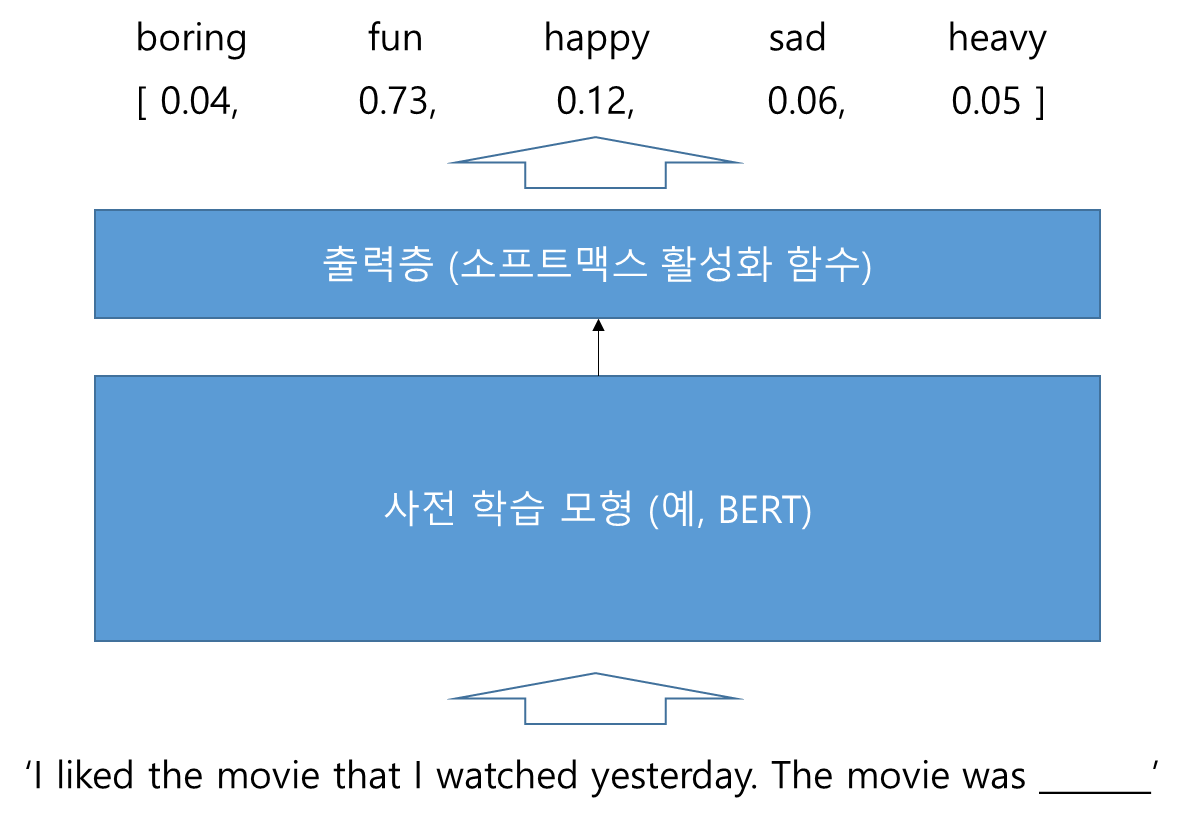 boring fun happy sad heavy
[ 0.04, 0.73, 0.12, 0.06, 0.05 ]
출력층 (소프트맥스 활성화 함수)
사전 학습 모형 (예, BERT)
‘I liked the movie that I watched yesterday. The movie was ______’